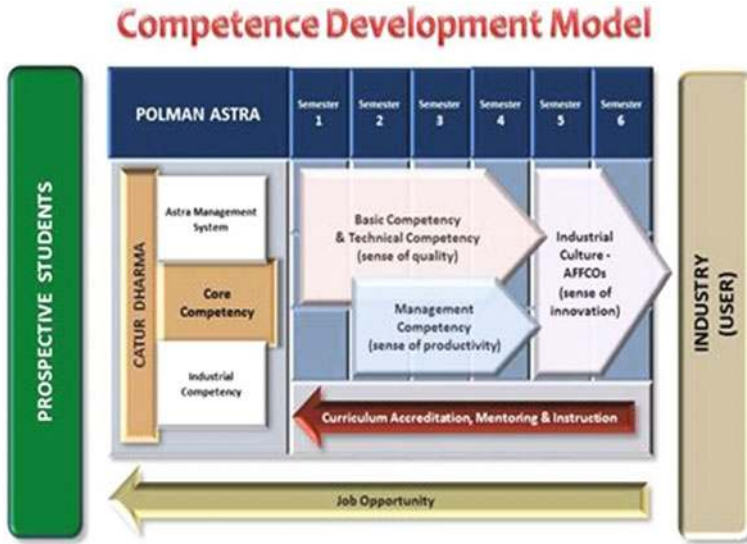 Competence Development Model
PROSPECTIVE STUDENTS
POLMAN ASTRA
Semester
1
Semester
2
Semester
3
Semester
4
Semester
5
Semester
6
CATUR DHARMA
Astra Management
System
Core
Competency
Industrial
Competency
Basic Competency
& Technical Competency
(sense of quality)
Management
Competency
(sense of productivity)
Industrial
Culture -
AFFCOs
(sense of
innovation)
Curriculum Accreditation, Mentoring & Instruction
Job Opportunity
INDUSTRY
(USER)